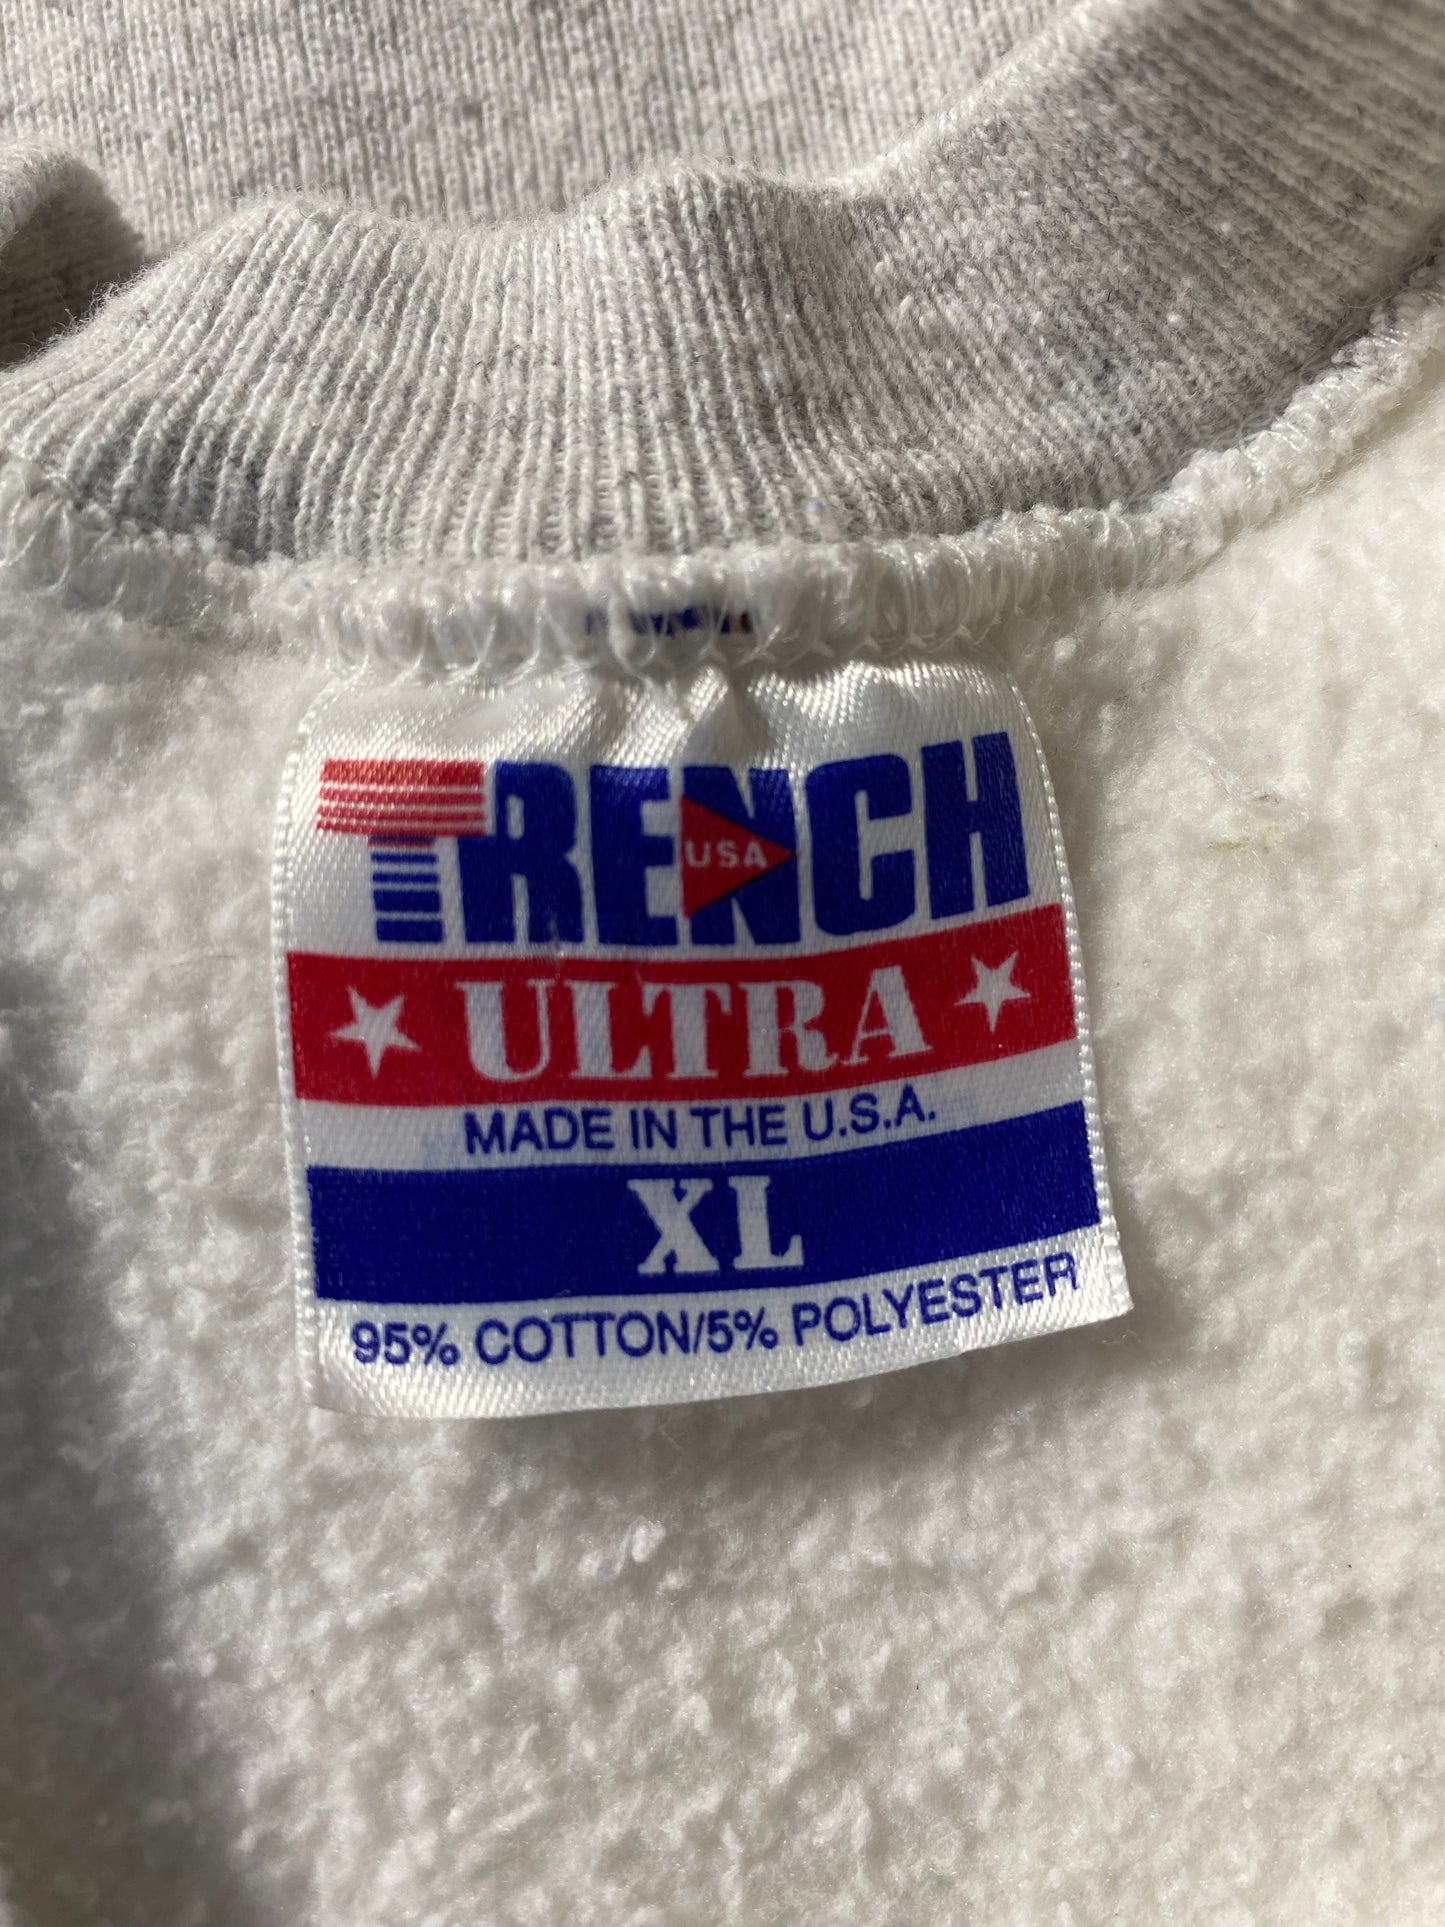 TRENCH
USA
ULTRA
MADE IN THE U.S.A.
XL
95% COTTON/5% POLYESTER